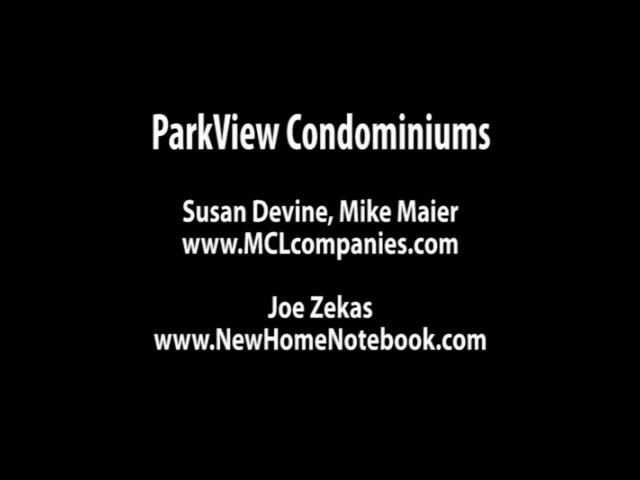 ParkView Condominiums
Susan Devine, Mike Maier
www.MCLcompanies.com
Joe Zekas
www.NewHomeNotebook.com